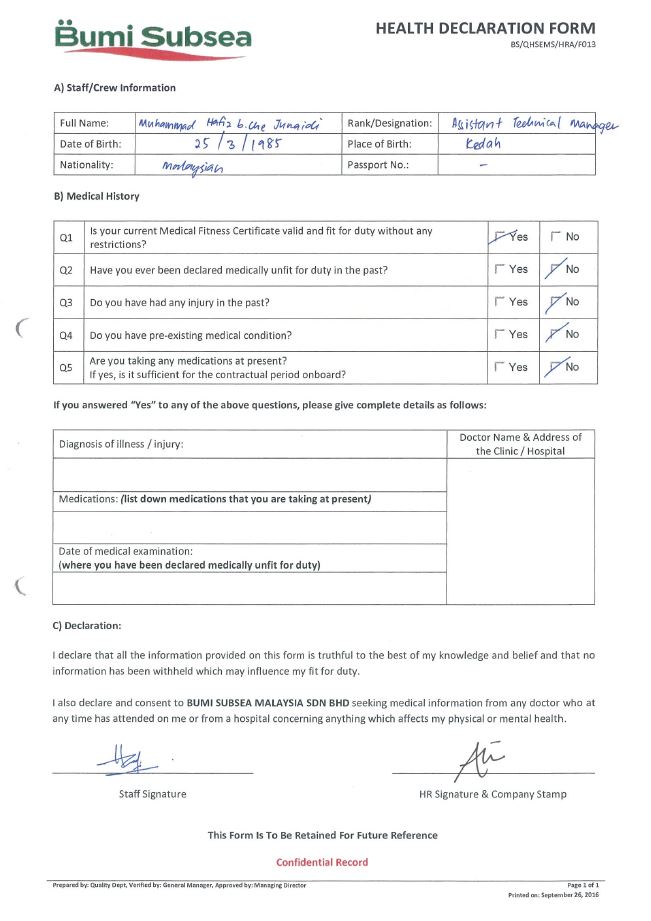 Bumi Subsea
HEALTH DECLARATION FORM
BS/QHSEMS/HRA/F013
A) Staff/Crew Information
Full Name: Muhammad Hafiz b. Che Junaidi Rank/Designation: Assistant Technical Manager
Date of Birth: 25 / 3 / 1985 Place of Birth: Kedah
Nationality: Malaysian Passport No.: –
B) Medical History
Q1 Is your current Medical Fitness Certificate valid and fit for duty without any restrictions? Yes No
Q2 Have you ever been declared medically unfit for duty in the past? Yes No
Q3 Do you have had any injury in the past? Yes No
Q4 Do you have pre-existing medical condition? Yes No
Q5 Are you taking any medications at present?
If yes, is it sufficient for the contractual period onboard? Yes No
If you answered "Yes" to any of the above questions, please give complete details as follows:
Diagnosis of illness / injury: Doctor Name & Address of
the Clinic / Hospital
Medications: (list down medications that you are taking at present)
Date of medical examination:
(where you have been declared medically unfit for duty)
C) Declaration:
I declare that all the information provided on this form is truthful to the best of my knowledge and belief and that no
information has been withheld which may influence my fit for duty.
I also declare and consent to BUMI SUBSEA MALAYSIA SDN BHD seeking medical information from any doctor who at
any time has attended on me or from a hospital concerning anything which affects my physical or mental health.
Staff Signature HR Signature & Company Stamp
This Form Is To Be Retained For Future Reference
Confidential Record
Prepared by: Quality Dept, Verified by: General Manager, Approved by: Managing Director Page 1 of 1
Printed on: September 26, 2016